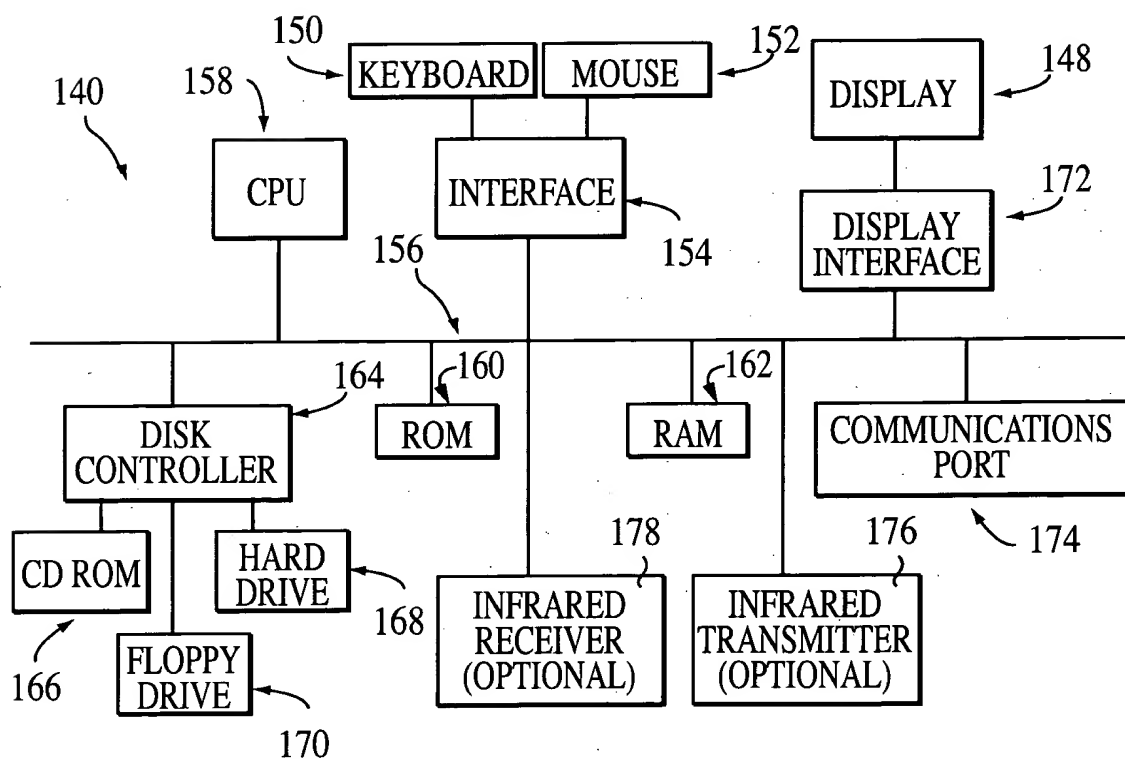 150
KEYBOARD
MOUSE
152
148
DISPLAY
140
158
CPU
INTERFACE
154
172
DISPLAY
INTERFACE
156
164
DISK
CONTROLLER
160
ROM
162
RAM
COMMUNICATIONS
PORT
174
CD ROM
166
HARD
DRIVE
168
FLOPPY
DRIVE
170
178
INFRARED
RECEIVER
(OPTIONAL)
176
INFRARED
TRANSMITTER
(OPTIONAL)